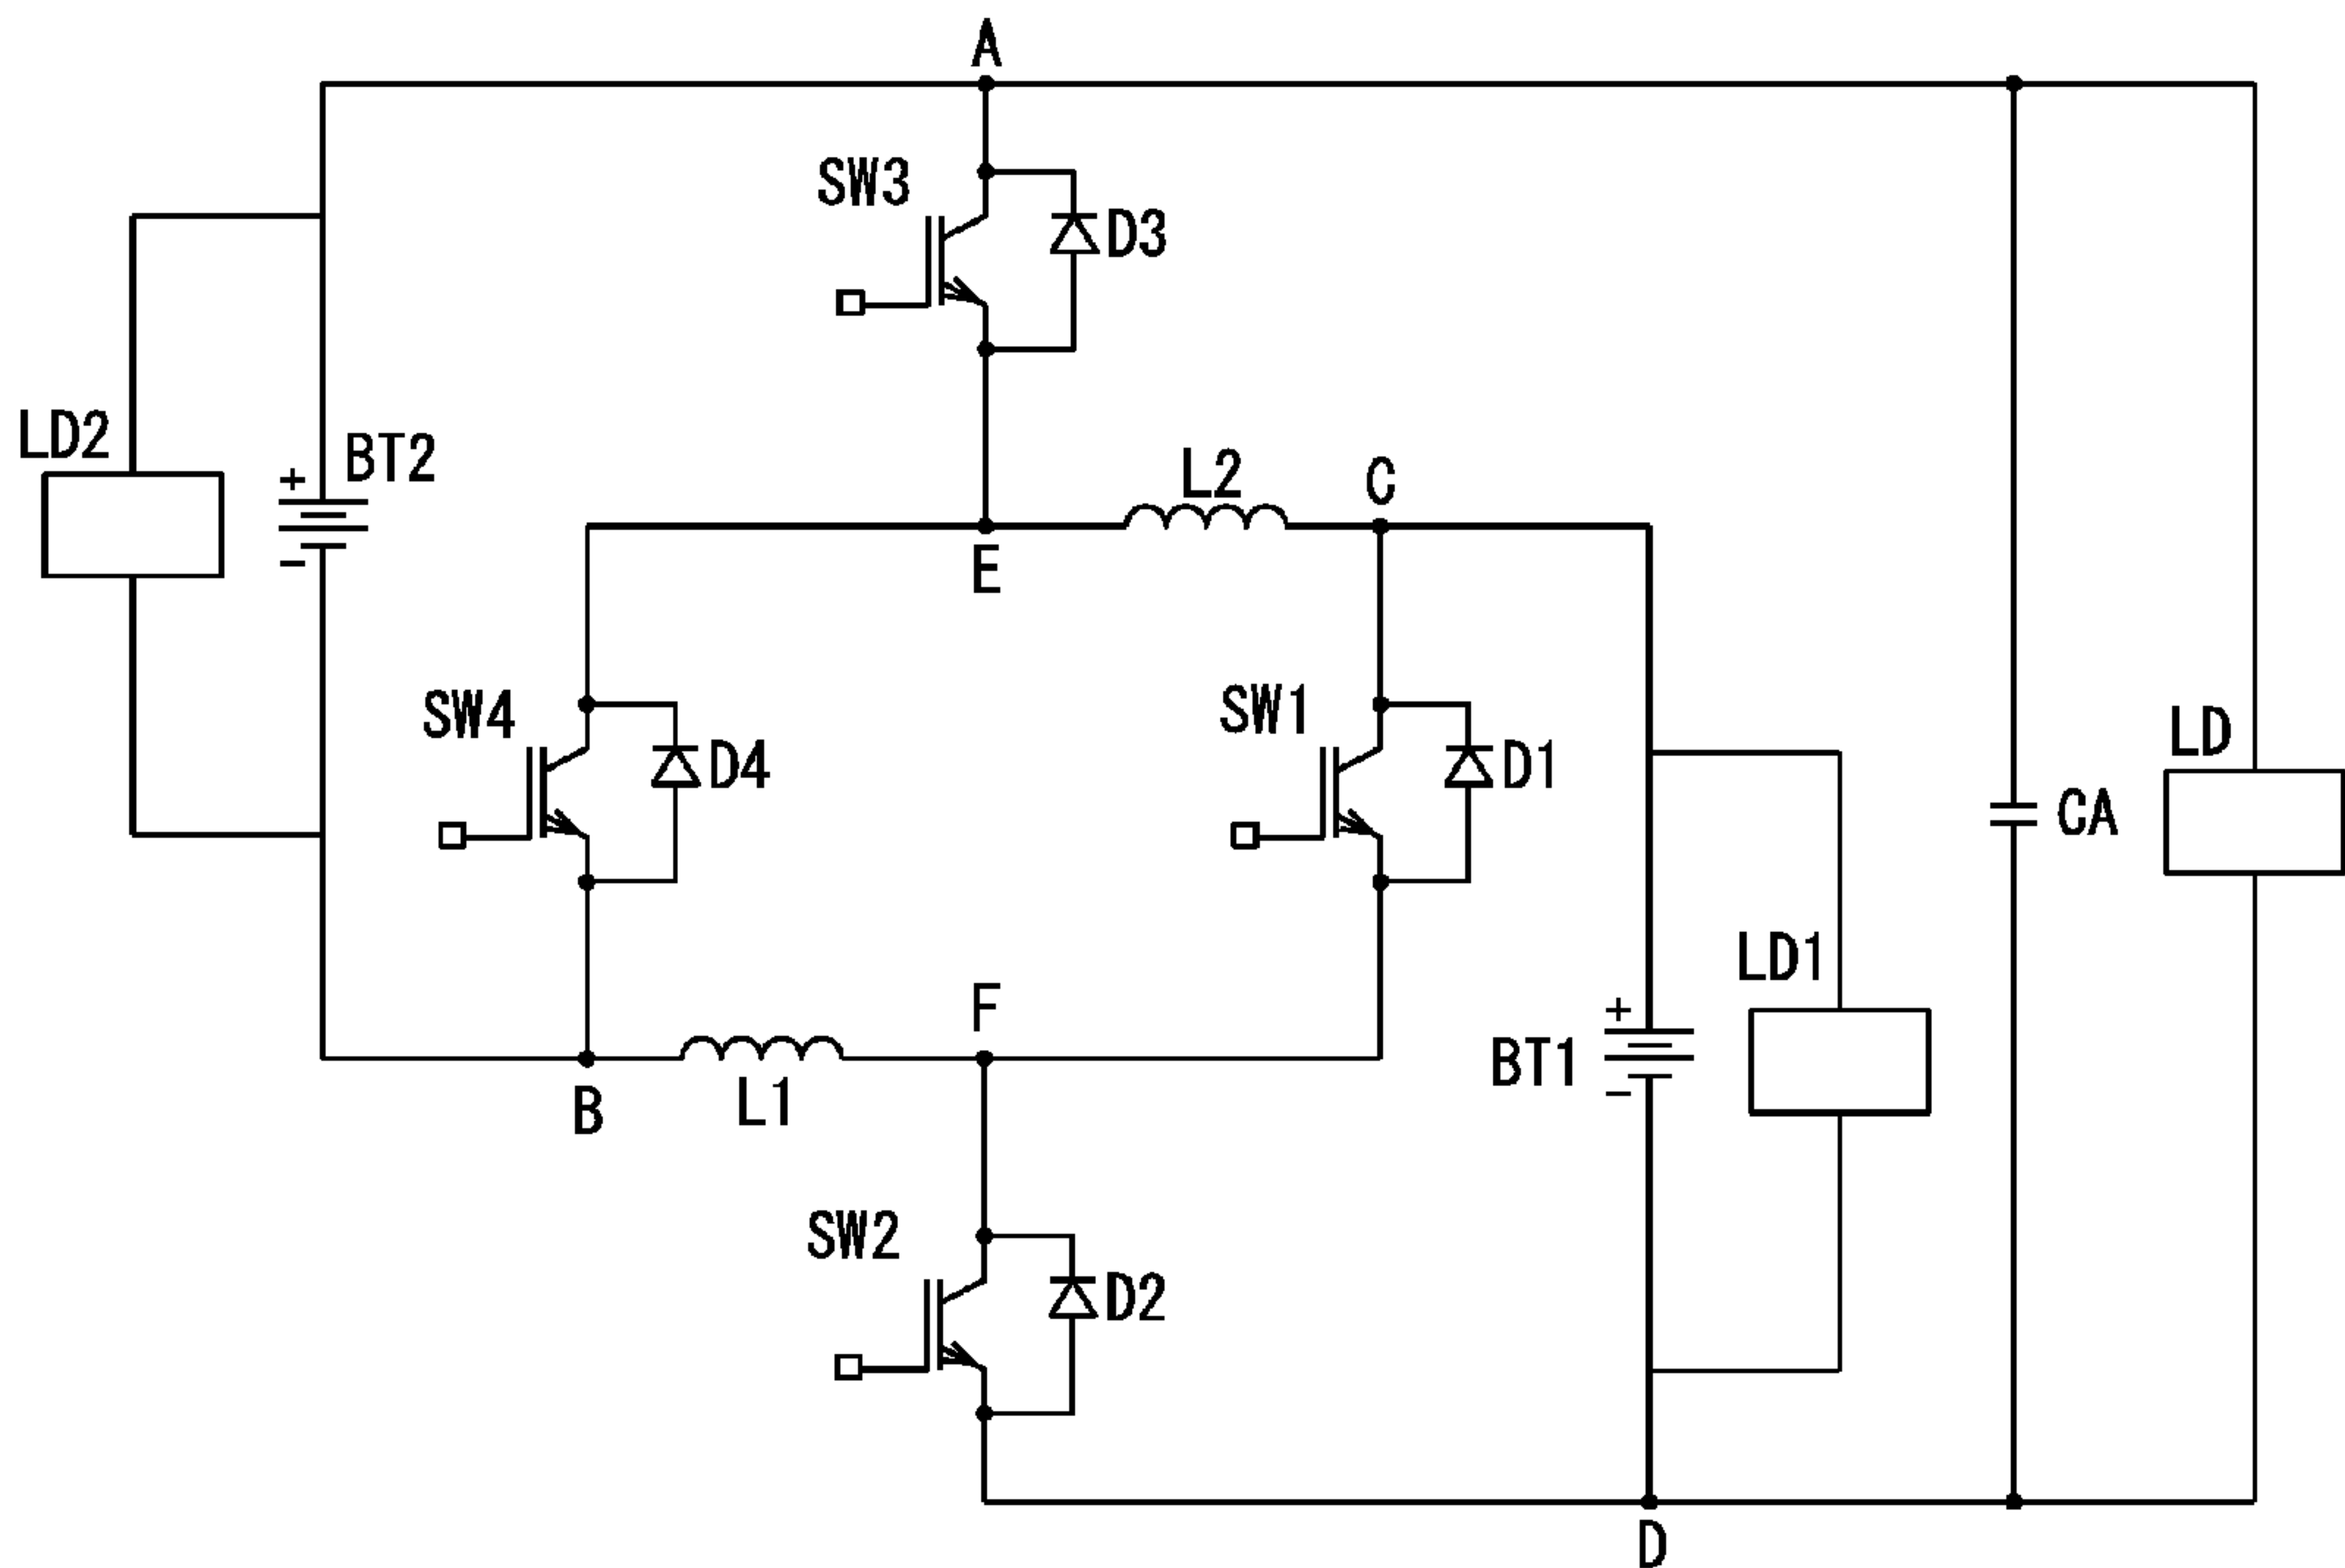 A
SW3
D3
LD2
BT2
+
−
L2
C
E
SW4
D4
SW1
D1
LD
CA
LD1
F
+
BT1
−
B
L1
SW2
D2
D